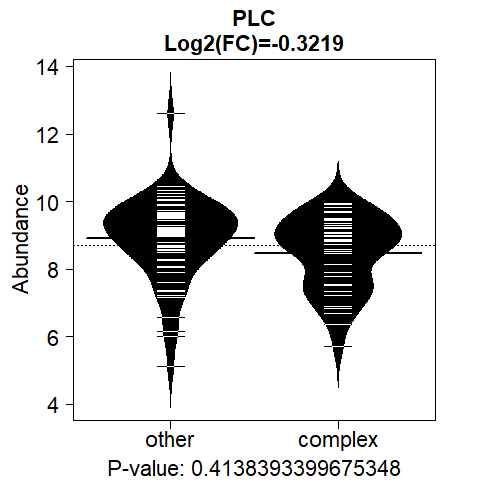 PLC
Log2(FC)=-0.3219
Abundance
14
12
10
8
6
4
other
complex
P-value: 0.4138393399675348